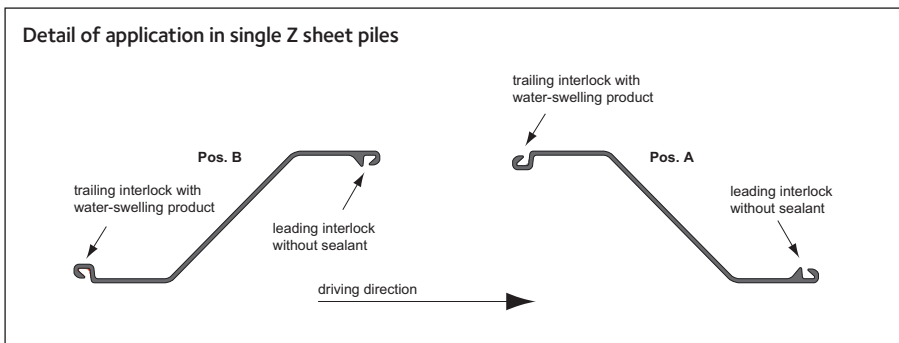 Detail of application in single Z sheet piles
trailing interlock with
water-swelling product
Pos. B
Pos. A
trailing interlock with
water-swelling product
leading interlock
without sealant
leading interlock
without sealant
driving direction